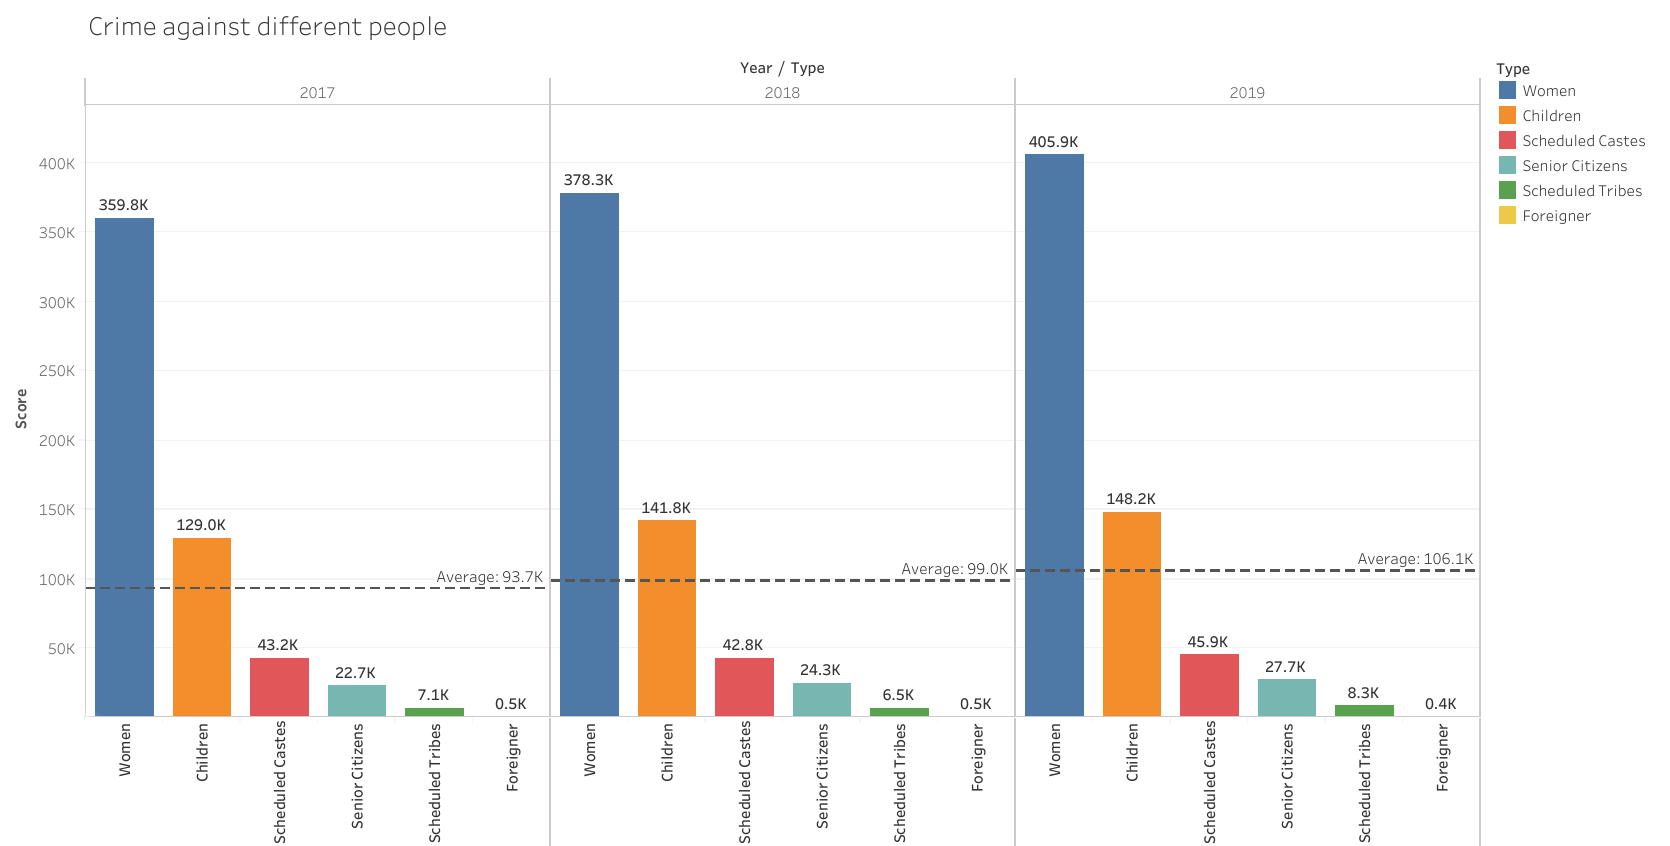 Crime against different people
Year / Type
2017
2018
2019
Type
Women
Children
Scheduled Castes
Senior Citizens
Scheduled Tribes
Foreigner
Score
400K
350K
300K
250K
200K
150K
100K
50K
359.8K
129.0K
43.2K
22.7K
7.1K
0.5K
Average: 93.7K
378.3K
141.8K
42.8K
24.3K
6.5K
0.5K
Average: 99.0K
405.9K
148.2K
45.9K
27.7K
8.3K
0.4K
Average: 106.1K
Women
Children
Scheduled Castes
Senior Citizens
Scheduled Tribes
Foreigner
Women
Children
Scheduled Castes
Senior Citizens
Scheduled Tribes
Foreigner
Women
Children
Scheduled Castes
Senior Citizens
Scheduled Tribes
Foreigner